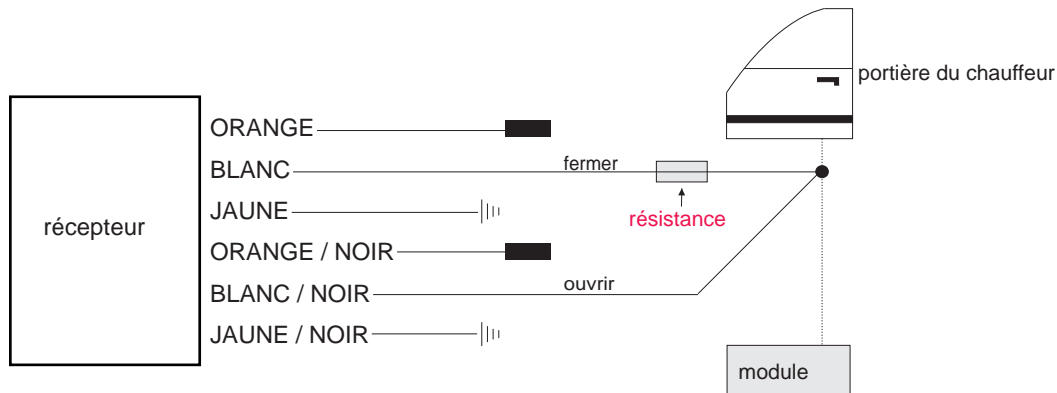 portière du chauffeur
ORANGE
BLANC
fermer
résistance
JAUNE
récepteur
ORANGE / NOIR
BLANC / NOIR
ouvrir
JAUNE / NOIR
module